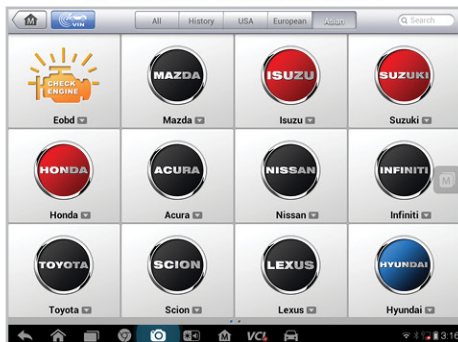 M VIN All History USA European Asian Search
CHECK
ENGINE
MAZDA
ISUZU
SUZUKI
Eobd Mazda Isuzu Suzuki
HONDA
ACURA
NISSAN
INFINITI
M
Honda Acura Nissan Infiniti
TOYOTA
SCION
LEXUS
HYUNDAI
Toyota Scion Lexus Hyundai
M VCI 3:16